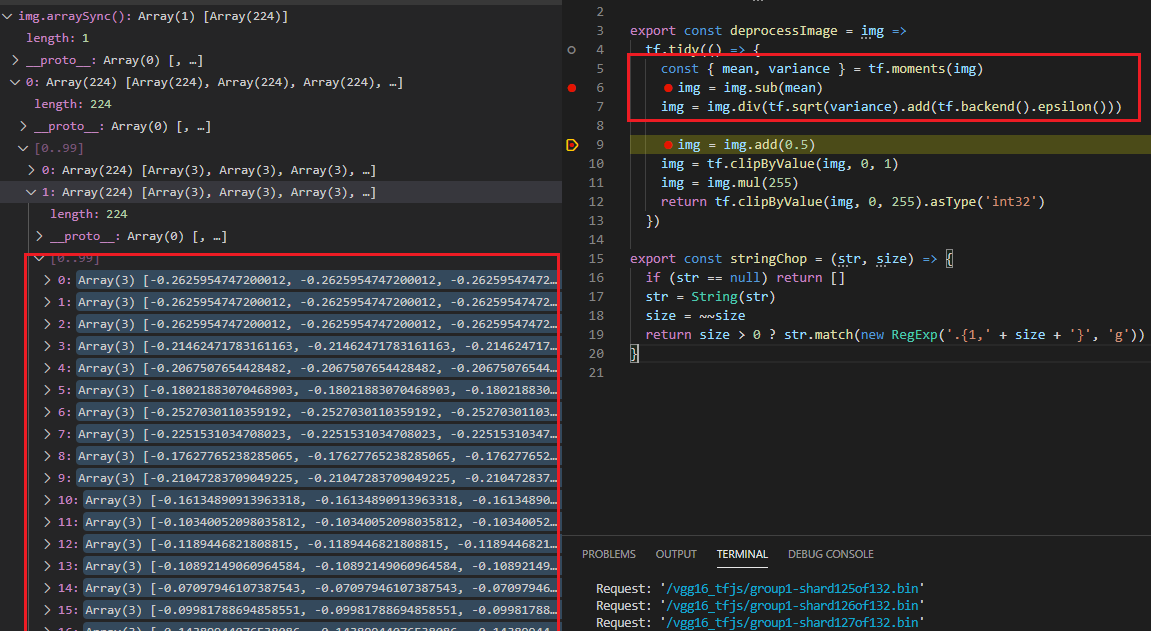 img.arraySync(): Array(1) [Array(224)]
length: 1
__proto__: Array(0) [, …]
0: Array(224) [Array(224), Array(224), Array(224), …]
length: 224
__proto__: Array(0) [, …]
[0..99]
0: Array(224) [Array(3), Array(3), Array(3), …]
1: Array(224) [Array(3), Array(3), Array(3), …]
length: 224
__proto__: Array(0) [, …]
[0..99]
0: Array(3) [-0.2625954747200012, -0.2625954747200012, -0.26259547472…
1: Array(3) [-0.2625954747200012, -0.2625954747200012, -0.26259547472…
2: Array(3) [-0.2625954747200012, -0.2625954747200012, -0.26259547472…
3: Array(3) [-0.21462471783161163, -0.21462471783161163, -0.214624717…
4: Array(3) [-0.2067507654428482, -0.2067507654428482, -0.20675076544…
5: Array(3) [-0.18021883070468903, -0.18021883070468903, -0.180218830…
6: Array(3) [-0.2527030110359192, -0.2527030110359192, -0.25270301103…
7: Array(3) [-0.2251531034708023, -0.2251531034708023, -0.22515310347…
8: Array(3) [-0.17627765238285065, -0.17627765238285065, -0.176277652…
9: Array(3) [-0.21047283709049225, -0.21047283709049225, -0.210472837…
10: Array(3) [-0.16134890913963318, -0.16134890913963318, -0.16134890…
11: Array(3) [-0.10340052098035812, -0.10340052098035812, -0.10340052…
12: Array(3) [-0.1189446821808815, -0.1189446821808815, -0.1189446821…
13: Array(3) [-0.10892149060964584, -0.10892149060964584, -0.10892149…
14: Array(3) [-0.07097946107387543, -0.07097946107387543, -0.07097946…
15: Array(3) [-0.09981788694858551, -0.09981788694858551, -0.09981788…
2
3 export const deprocessImage = img =>
4 tf.tidy(() => {
5 const { mean, variance } = tf.moments(img)
6 img = img.sub(mean)
7 img = img.div(tf.sqrt(variance).add(tf.backend().epsilon()))
8
9 img = img.add(0.5)
10 img = tf.clipByValue(img, 0, 1)
11 img = img.mul(255)
12 return tf.clipByValue(img, 0, 255).asType('int32')
13 })
14
15 export const stringChop = (str, size) => {
16 if (str == null) return []
17 str = String(str)
18 size = ~~size
19 return size > 0 ? str.match(new RegExp('.{1,' + size + '}', 'g'))
20 }
21
PROBLEMS OUTPUT TERMINAL DEBUG CONSOLE
Request: '/vgg16_tfjs/group1-shard125of132.bin'
Request: '/vgg16_tfjs/group1-shard126of132.bin'
Request: '/vgg16_tfjs/group1-shard127of132.bin'